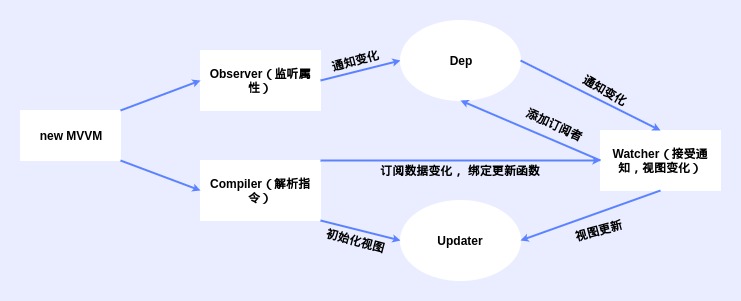 通知变化
Dep
Observer（监听属
性）
通知变化
添加订阅者
new MVVM
Watcher（接受通
知，视图变化）
Compiler（解析指
令）
订阅数据变化， 绑定更新函数
初始化视图
Updater
视图更新